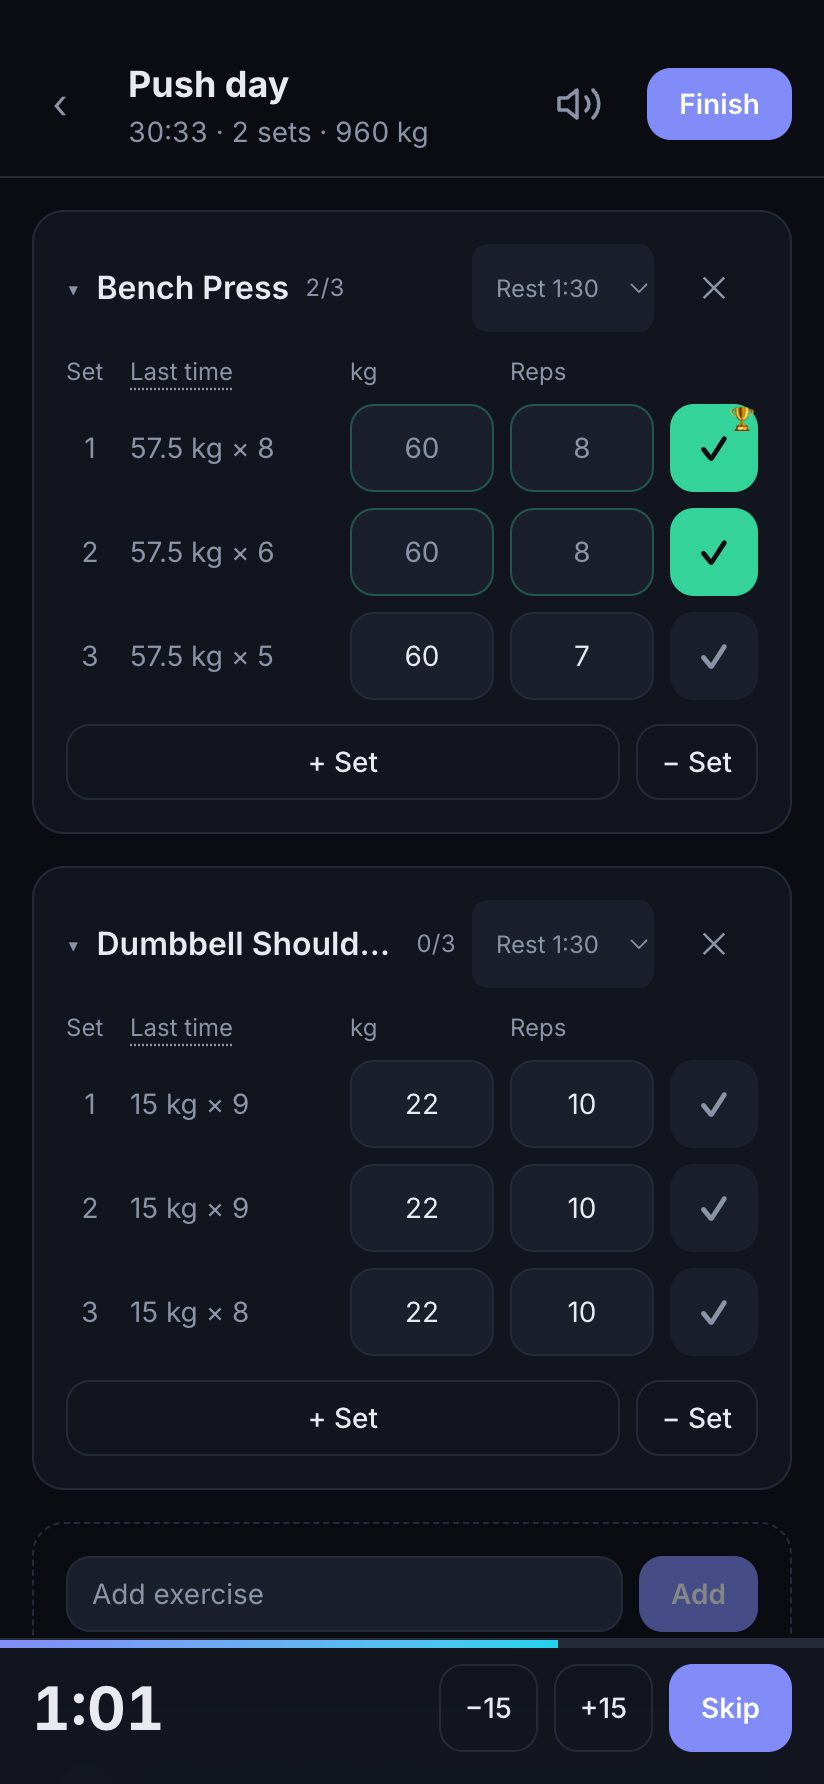 Push day
30:33 · 2 sets · 960 kg
Finish
Bench Press 2/3 Rest 1:30
Set Last time kg Reps
1 57.5 kg × 8 60 8
2 57.5 kg × 6 60 8
3 57.5 kg × 5 60 7
+ Set − Set
Dumbbell Should... 0/3 Rest 1:30
Set Last time kg Reps
1 15 kg × 9 22 10
2 15 kg × 9 22 10
3 15 kg × 8 22 10
+ Set − Set
Add exercise Add
1:01 −15 +15 Skip